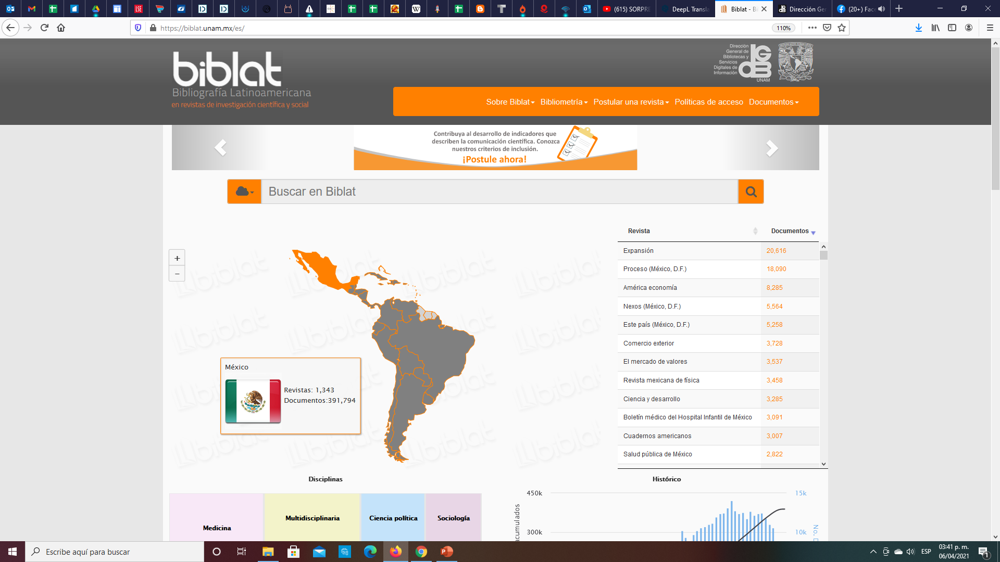 (615) SORPRE
DeepL Transla
Biblat - Bi
Dirección Ge
(20+) Fac
https://biblat.unam.mx/es/
110%
biblat
Bibliografía Latinoamericana
en revistas de investigación científica y social
Dirección
General de
Bibliotecas y
Servicios
Digitales de
Información
UNAM
Sobre Biblat
Bibliometría
Postular una revista
Políticas de acceso
Documentos
Contribuya al desarrollo de indicadores que
describen la comunicación científica. Conozca
nuestros criterios de inclusión.
¡Postule ahora!
Buscar en Biblat
+
−
México
Revistas: 1,343
Documentos:391,794
Revista Documentos
Expansión 20,616
Proceso (México, D.F.) 18,090
América economía 8,285
Nexos (México, D.F.) 5,564
Este país (México, D.F.) 5,258
Comercio exterior 3,728
El mercado de valores 3,537
Revista mexicana de física 3,458
Ciencia y desarrollo 3,285
Boletín médico del Hospital Infantil de México 3,091
Cuadernos americanos 3,007
Salud pública de México 2,822
Disciplinas
Medicina
Multidisciplinaria
Ciencia política
Sociología
Histórico
450k
300k
acumulados
15k
10k
No.
Escribe aquí para buscar
ESP
03:41 p. m.
06/04/2021
1